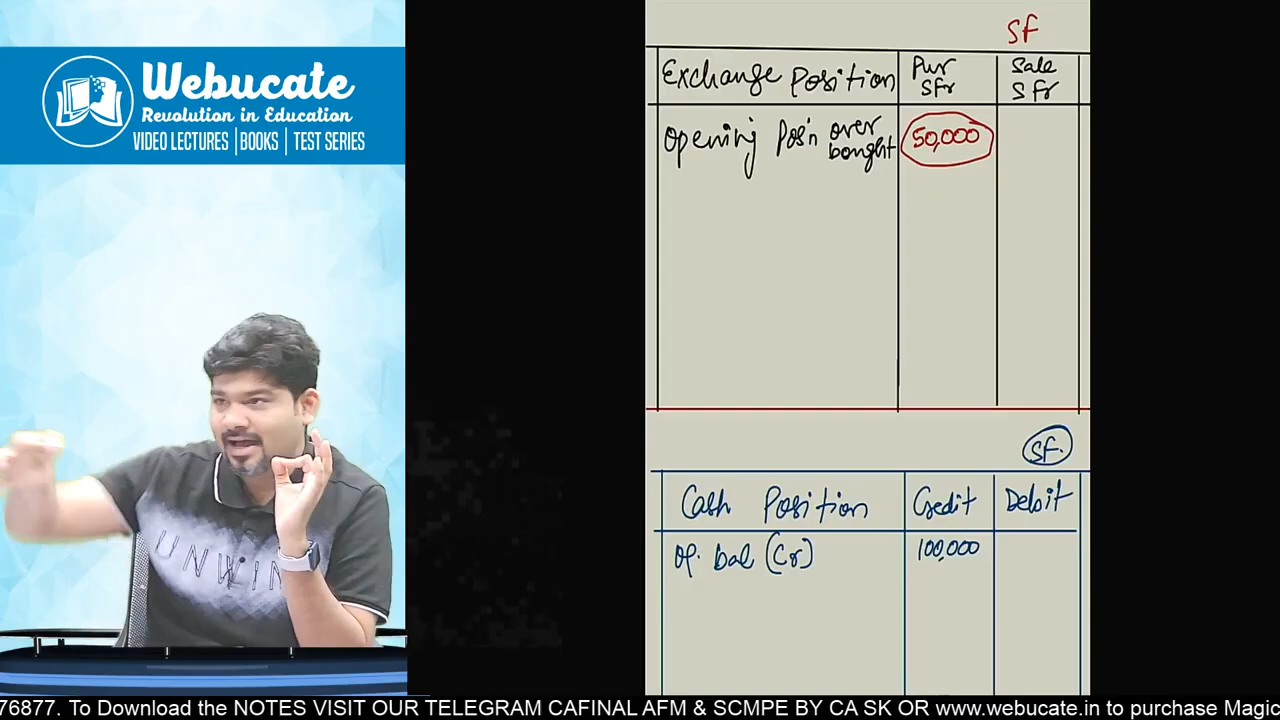 Webucate
Revolution in Education
VIDEO LECTURES | BOOKS | TEST SERIES
SF
Exchange Position
Pur
SFr
Sale
SFr
Opening Pos'n over
bought
50,000
SF.
Cash Position
Credit
Debit
Op. bal (Cr)
100,000
UNWIN
76877. To Download the NOTES VISIT OUR TELEGRAM CAFINAL AFM & SCMPE BY CA SK OR www.webucate.in to purchase Magic